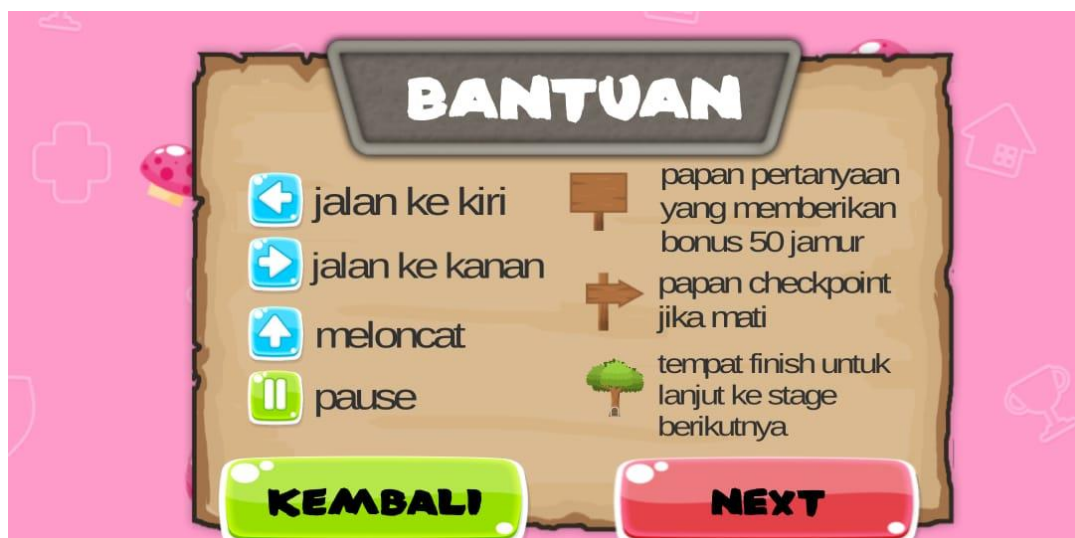 BANTUAN
jalan ke kiri
jalan ke kanan
meloncat
pause
papan pertanyaan
yang memberikan
bonus 50 jamur
papan checkpoint
jika mati
tempat finish untuk
lanjut ke stage
berikutnya
KEMBALI
NEXT